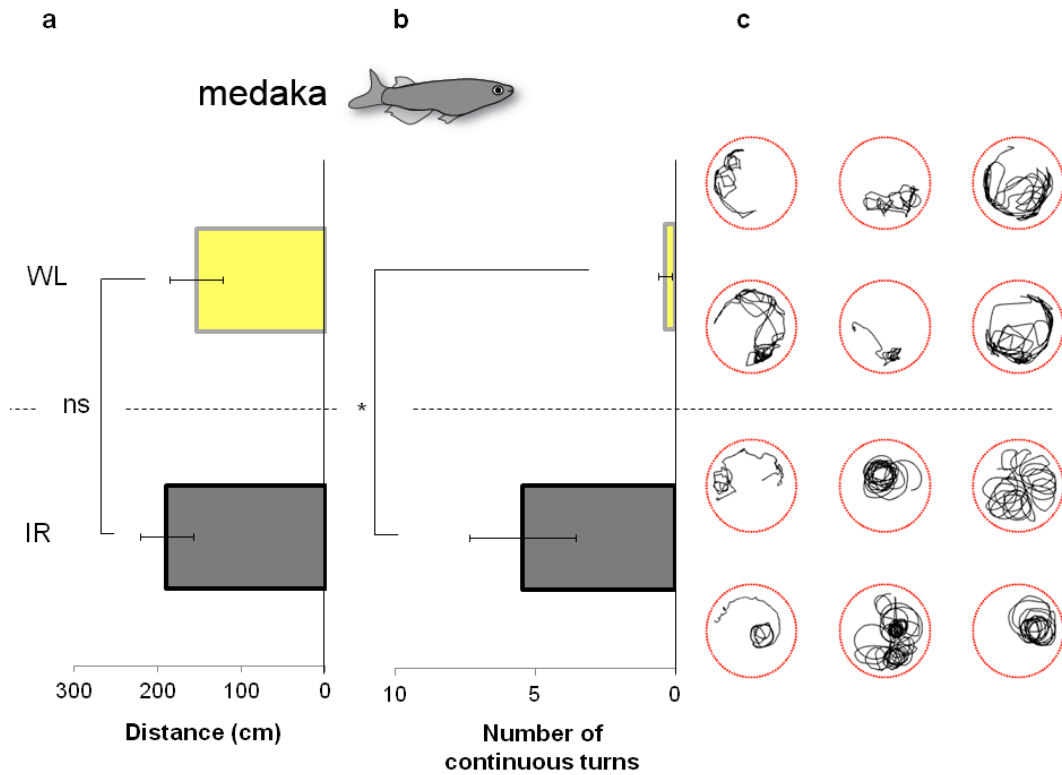 a
b
c
medaka
WL
ns
*
IR
300 200 100 0
10 5 0
Distance (cm)
Number of
continuous turns